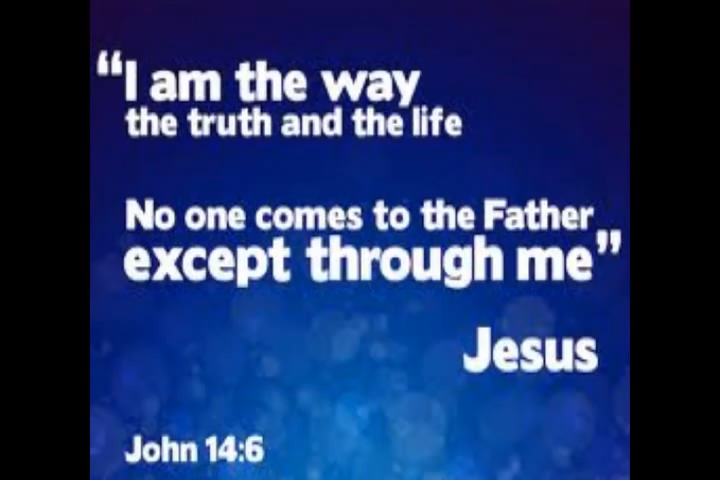 “I am the way
the truth and the life
No one comes to the Father
except through me”
Jesus
John 14:6